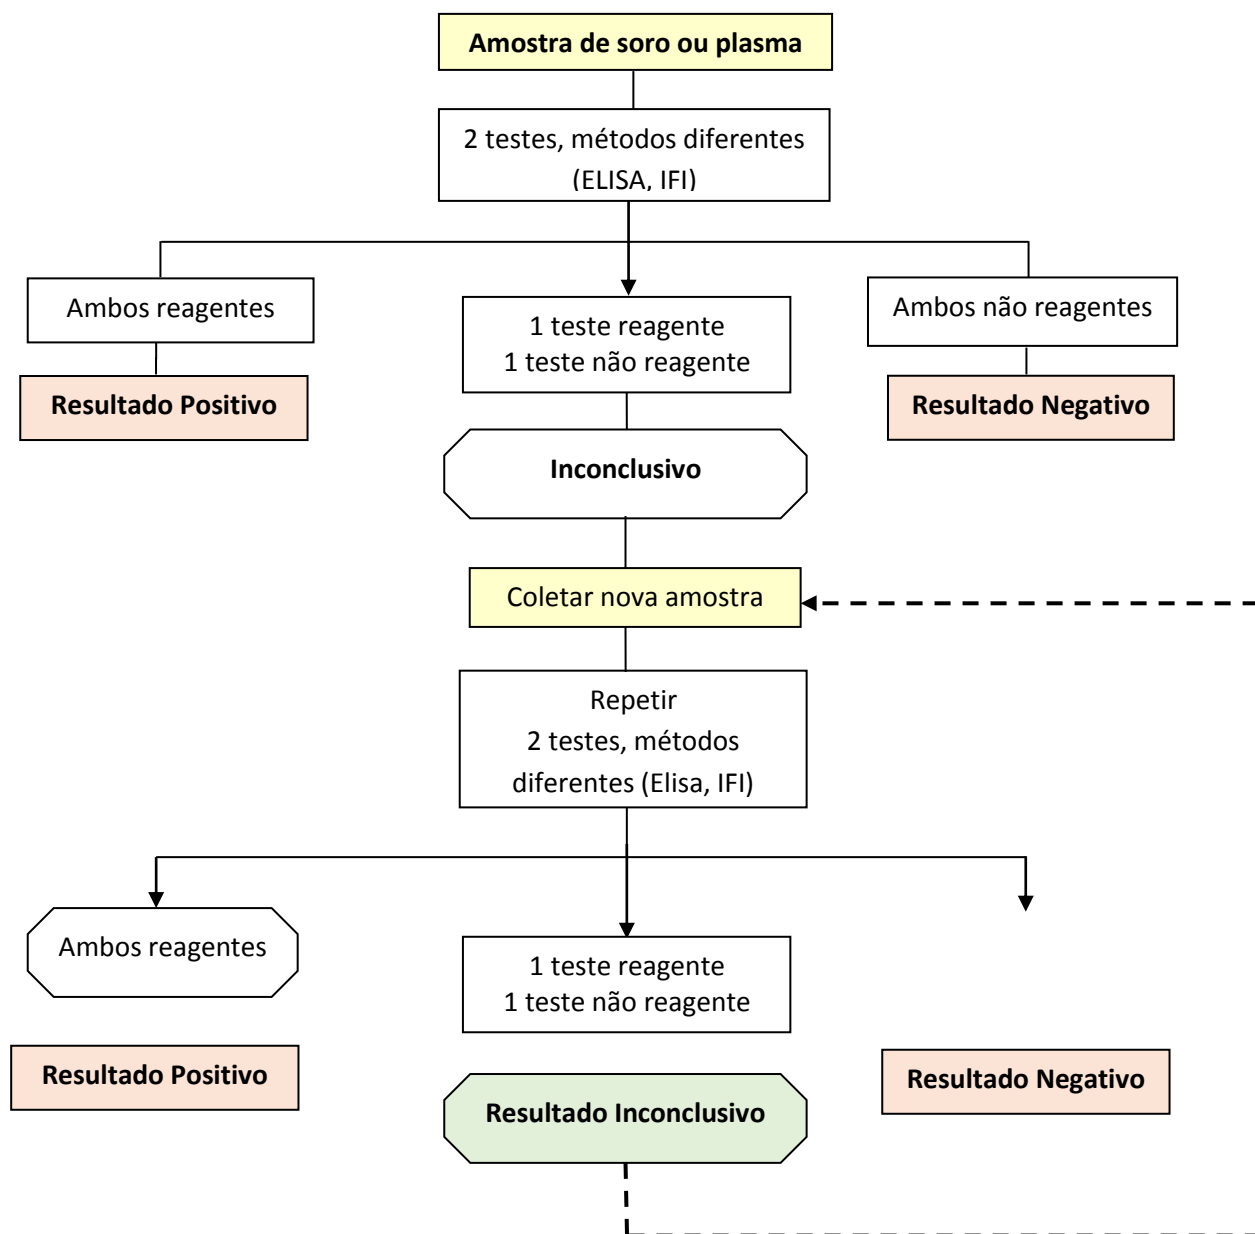 Amostra de soro ou plasma
2 testes, métodos diferentes
(ELISA, IFI)
Ambos reagentes
1 teste reagente
1 teste não reagente
Ambos não reagentes
Resultado Positivo
Resultado Negativo
Inconclusivo
Coletar nova amostra
Repetir
2 testes, métodos
diferentes (Elisa, IFI)
Ambos reagentes
1 teste reagente
1 teste não reagente
Resultado Positivo
Resultado Negativo
Resultado Inconclusivo